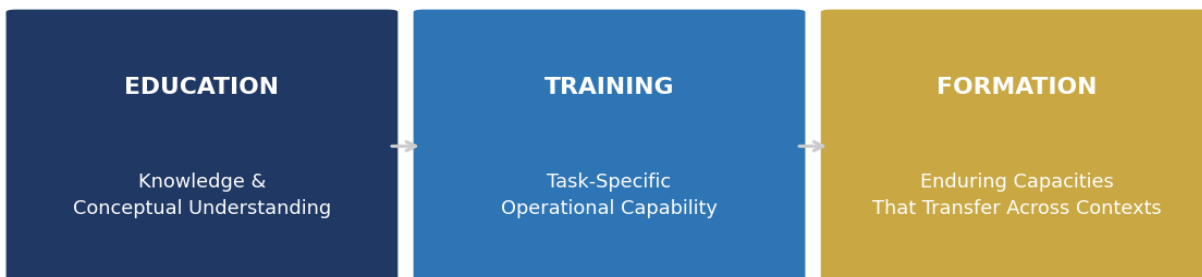 EDUCATION
Knowledge &
Conceptual Understanding
TRAINING
Task-Specific
Operational Capability
FORMATION
Enduring Capacities
That Transfer Across Contexts